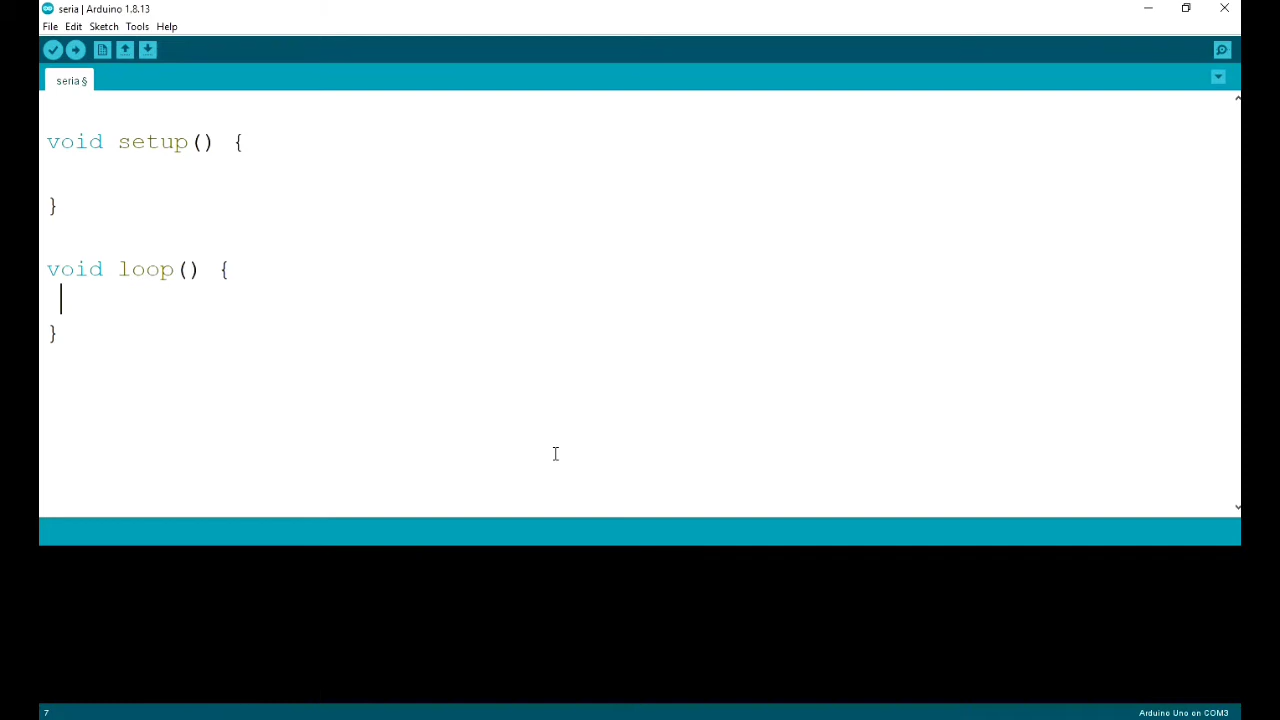 seria | Arduino 1.8.13
File Edit Sketch Tools Help
seria §
void setup() {
}
void loop() {
}
7
Arduino Uno on COM3